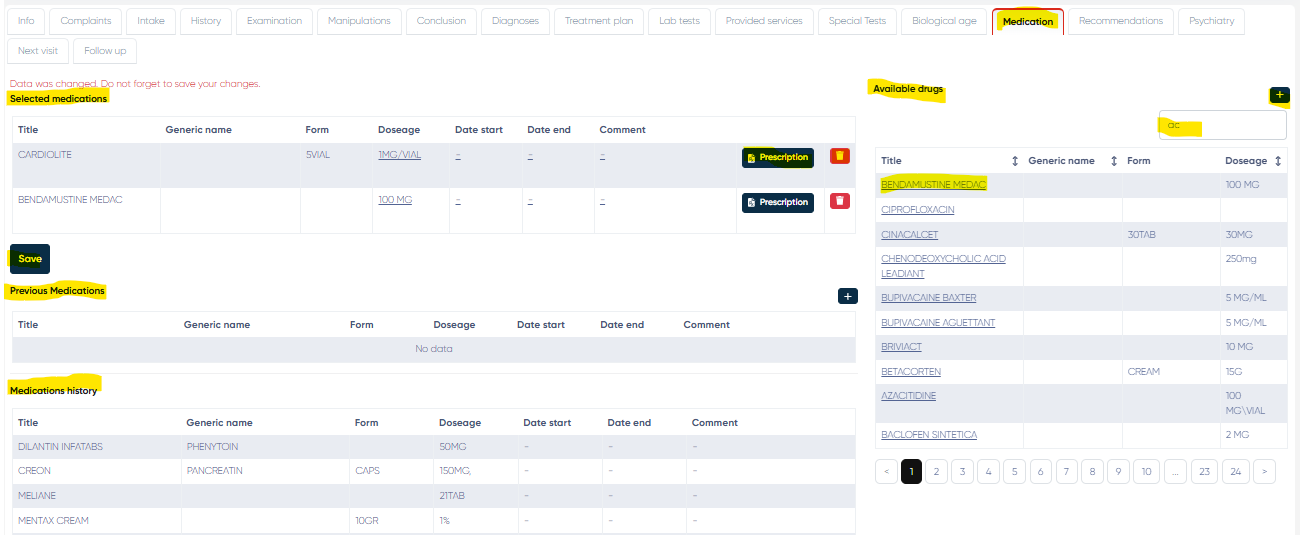 Info Complaints Intake History Examination Manipulations Conclusion Diagnoses Treatment plan Lab tests Provided services Special Tests Biological age Medication Recommendations Psychiatry
Next visit Follow up
Data was changed. Do not forget to save your changes.
Selected medications
Title Generic name Form Doseage Date start Date end Comment
CARDIOLITE 5VIAL 1MG/VIAL - - - Prescription
BENDAMUSTINE MEDAC 100 MG - - - Prescription
Save
Previous Medications
+
Title Generic name Form Doseage Date start Date end Comment
No data
Medications history
Title Generic name Form Doseage Date start Date end Comment
DILANTIN INFATABS PHENYTOIN 50MG - - -
CREON PANCREATIN CAPS 150MG, - - -
MELIANE 21TAB - - -
MENTAX CREAM 10GR 1% - - -
Available drugs
+
ac
Title Generic name Form Doseage
BENDAMUSTINE MEDAC 100 MG
CIPROFLOXACIN
CINACALCET 30TAB 30MG
CHENODEOXYCHOLIC ACID 250mg
LEADIANT
BUPIVACAINE BAXTER 5 MG/ML
BUPIVACAINE AGUETTANT 5 MG/ML
BRIVIACT 10 MG
BETACORTEN CREAM 15G
AZACITIDINE 100
MG\VIAL
BACLOFEN SINTETICA 2 MG
< 1 2 3 4 5 6 7 8 9 10 ... 23 24 >